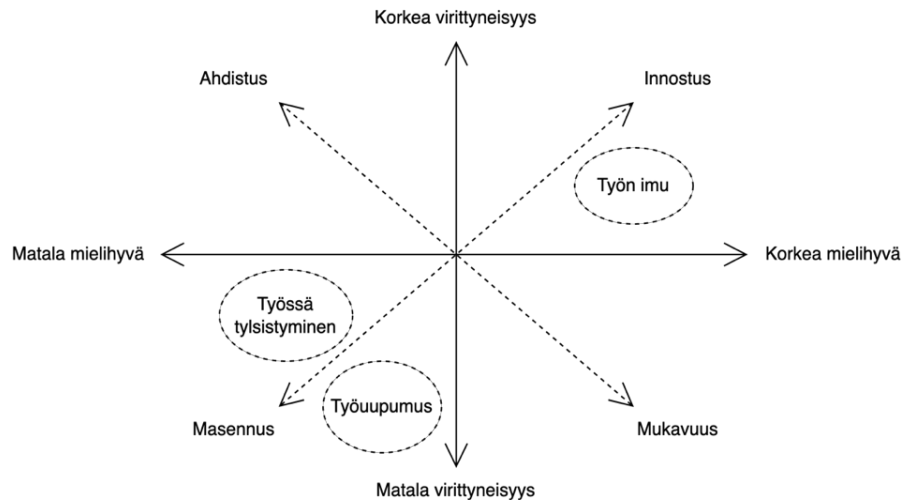 Korkea virittyneisyys
Ahdistus
Innostus
Työn imu
Matala mielihyvä
Korkea mielihyvä
Työssä
tylsistyminen
Työuupumus
Masennus
Mukavuus
Matala virittyneisyys